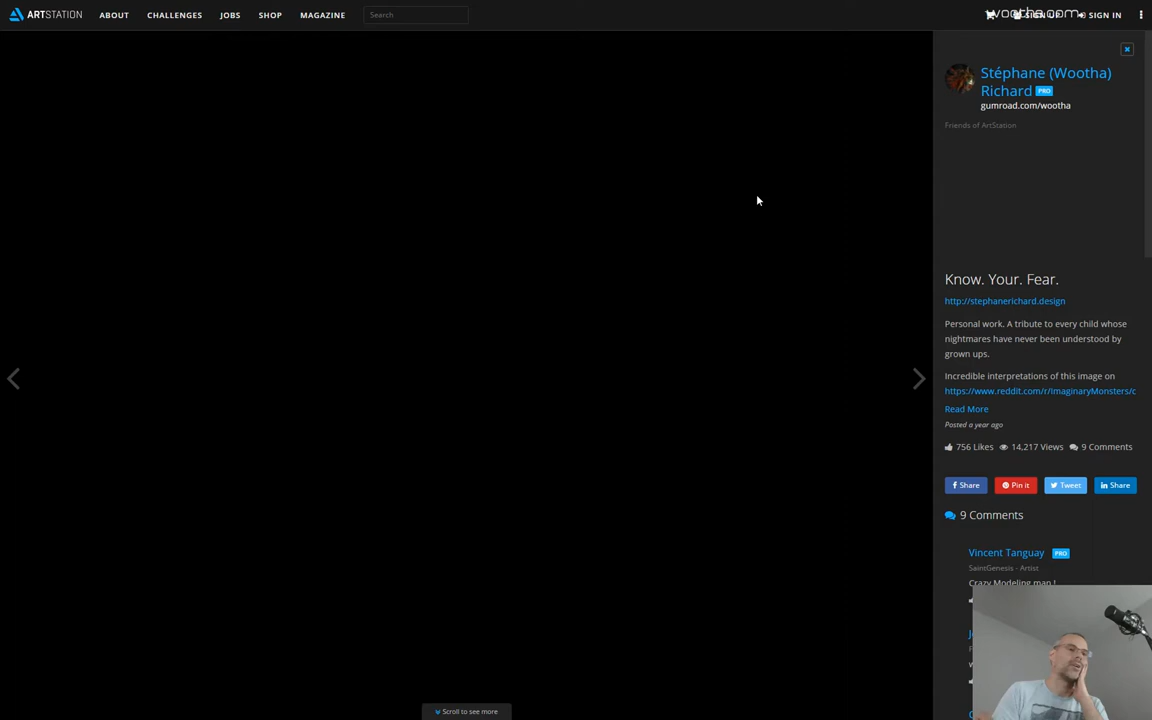 ARTSTATION ABOUT CHALLENGES JOBS SHOP MAGAZINE Search SIGN IN
wootha.com
Stéphane (Wootha)
Richard PRO
gumroad.com/wootha
Friends of ArtStation
Know. Your. Fear.
http://stephanerichard.design
Personal work. A tribute to every child whose
nightmares have never been understood by
grown ups.
Incredible interpretations of this image on
https://www.reddit.com/r/ImaginaryMonsters/c
Read More
Posted a year ago
756 Likes 14,217 Views 9 Comments
Share Pin it Tweet Share
9 Comments
Vincent Tanguay PRO
SaintGenesis - Artist
Crazy Modeling man !
Scroll to see more